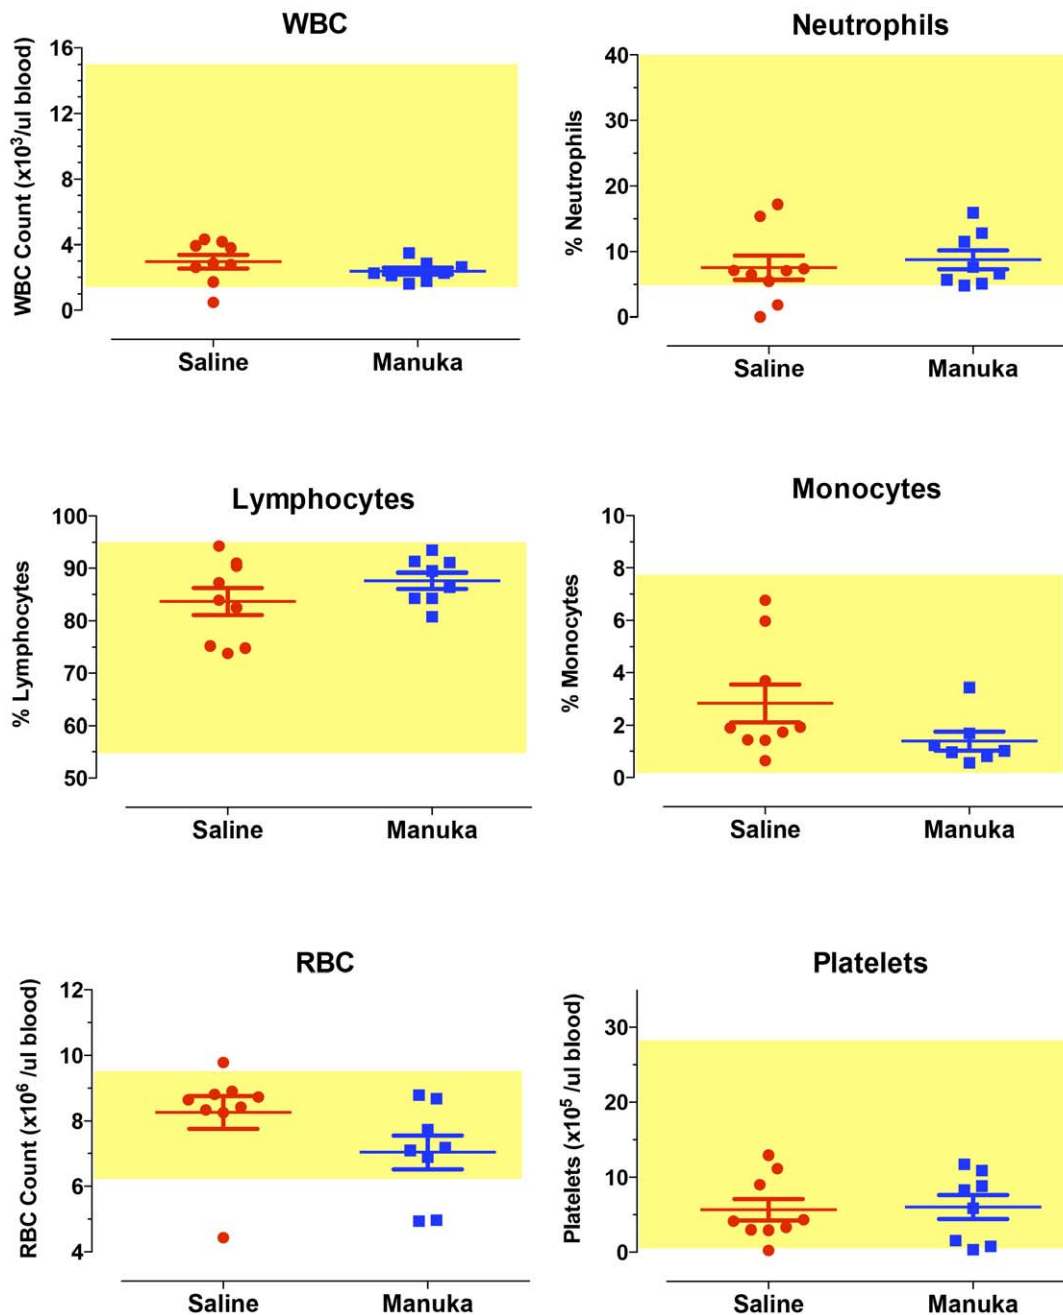 WBC
WBC Count (x10³/ul blood)
16
12
8
4
0
Saline Manuka
Neutrophils
% Neutrophils
40
30
20
10
0
Saline Manuka
Lymphocytes
% Lymphocytes
100
90
80
70
60
50
Saline Manuka
Monocytes
% Monocytes
10
8
6
4
2
0
Saline Manuka
RBC
RBC Count (x10⁶ /ul blood)
12
10
8
6
4
Saline Manuka
Platelets
Platelets (x10⁵ /ul blood)
30
20
10
0
Saline Manuka